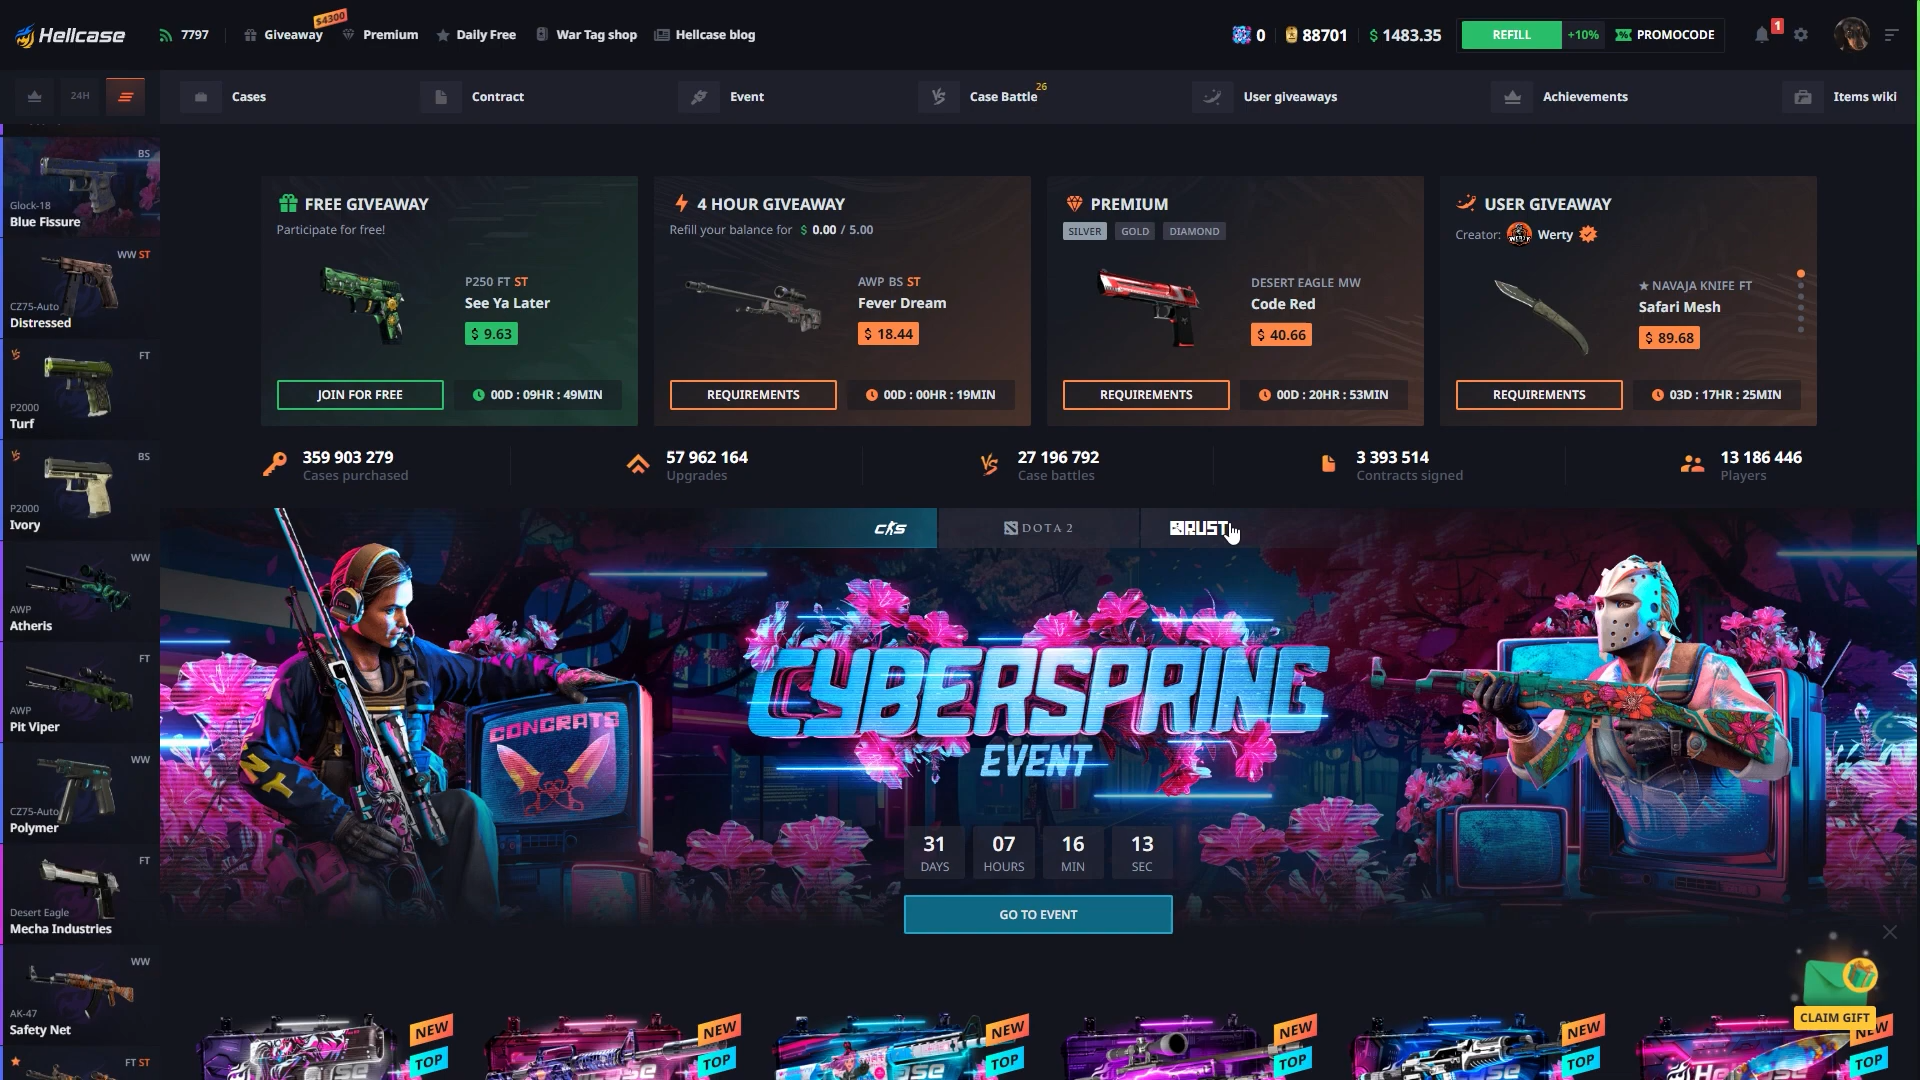 Hellcase
7797
Giveaway
$4300
Premium
Daily Free
War Tag shop
Hellcase blog
0
88701
$ 1483.35
REFILL
+10%
PROMOCODE
1
24H
Cases
Contract
Event
Case Battle
26
User giveaways
Achievements
Items wiki
BS
Glock-18
Blue Fissure
WW ST
CZ75-Auto
Distressed
FT
P2000
Turf
BS
P2000
Ivory
WW
AWP
Atheris
FT
AWP
Pit Viper
WW
CZ75-Auto
Polymer
FT
Desert Eagle
Mecha Industries
WW
AK-47
Safety Net
FT ST
FREE GIVEAWAY
Participate for free!
P250 FT ST
See Ya Later
$ 9.63
JOIN FOR FREE
00D : 09HR : 49MIN
4 HOUR GIVEAWAY
Refill your balance for $ 0.00 / 5.00
AWP BS ST
Fever Dream
$ 18.44
REQUIREMENTS
00D : 00HR : 19MIN
PREMIUM
SILVER
GOLD
DIAMOND
DESERT EAGLE MW
Code Red
$ 40.66
REQUIREMENTS
00D : 20HR : 53MIN
USER GIVEAWAY
Creator: Werty
★ NAVAJA KNIFE FT
Safari Mesh
$ 89.68
REQUIREMENTS
03D : 17HR : 25MIN
359 903 279
Cases purchased
57 962 164
Upgrades
27 196 792
Case battles
3 393 514
Contracts signed
13 186 446
Players
DOTA 2
RUST
CONGRATS
CYBERSPRING
EVENT
31
DAYS
07
HOURS
16
MIN
13
SEC
GO TO EVENT
CLAIM GIFT
NEW
TOP
NEW
TOP
NEW
TOP
NEW
TOP
NEW
TOP
NEW
TOP